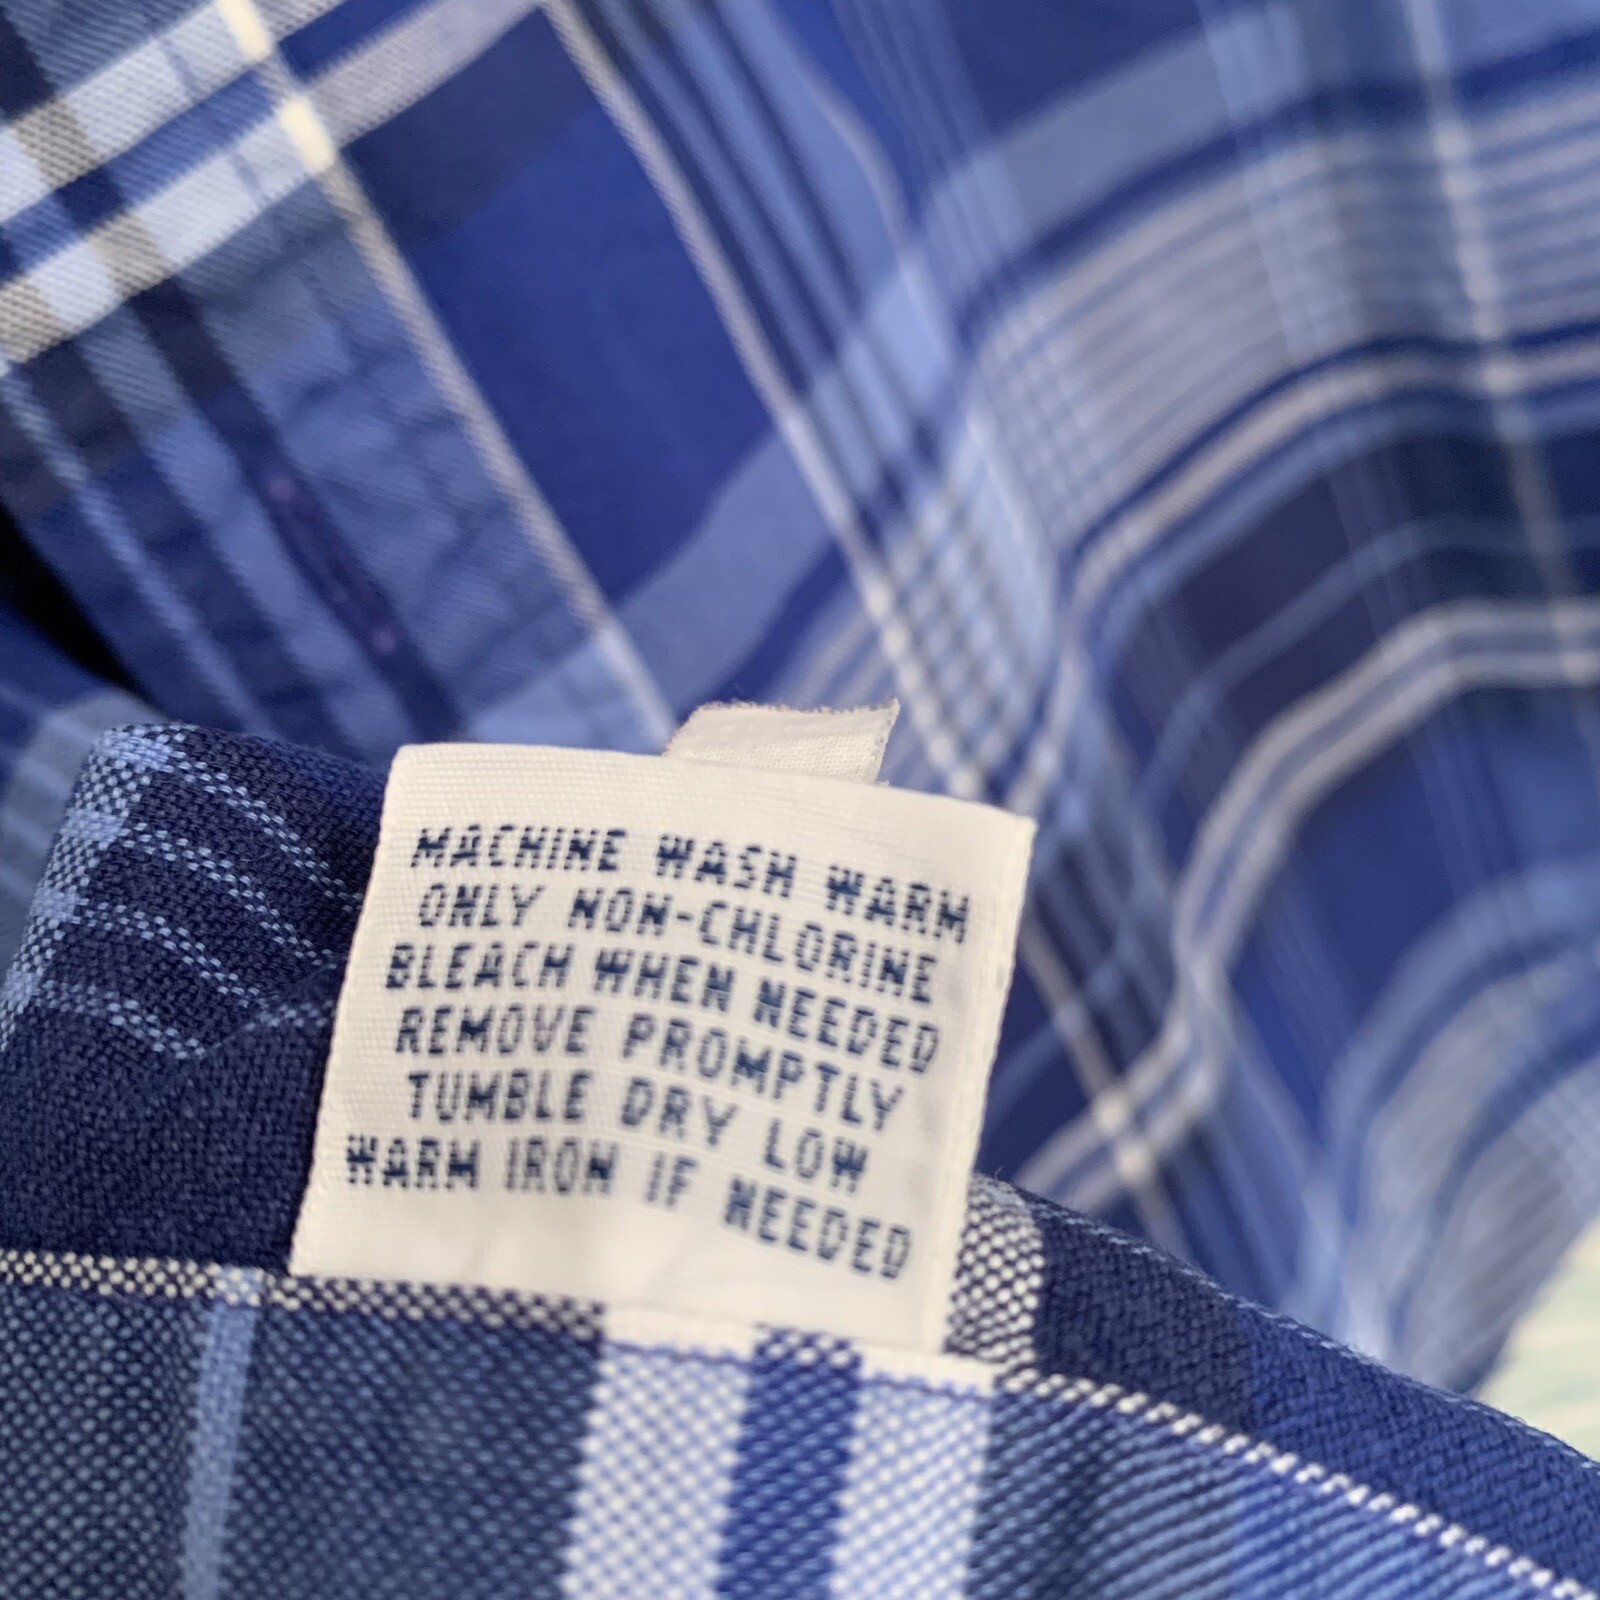 MACHINE WASH WARM
ONLY NON-CHLORINE
BLEACH WHEN NEEDED
REMOVE PROMPTLY
TUMBLE DRY LOW
WARM IRON IF NEEDED